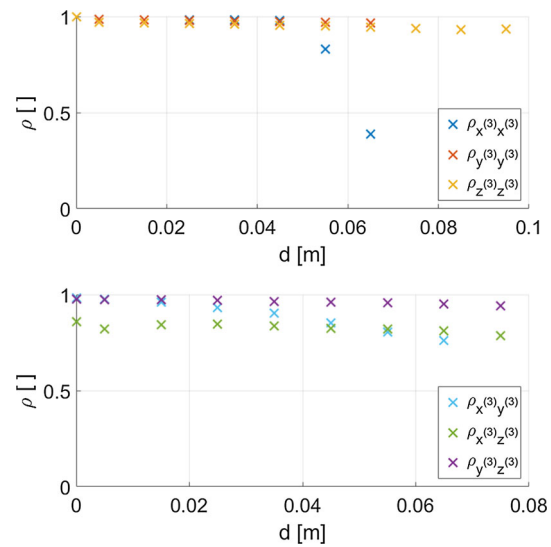 1
0.5
0
ρ [ ]
ρx(3)x(3)
ρy(3)y(3)
ρz(3)z(3)
0 0.02 0.04 0.06 0.08 0.1
d [m]
1
0.5
0
ρ [ ]
ρx(3)y(3)
ρx(3)z(3)
ρy(3)z(3)
0 0.02 0.04 0.06 0.08
d [m]